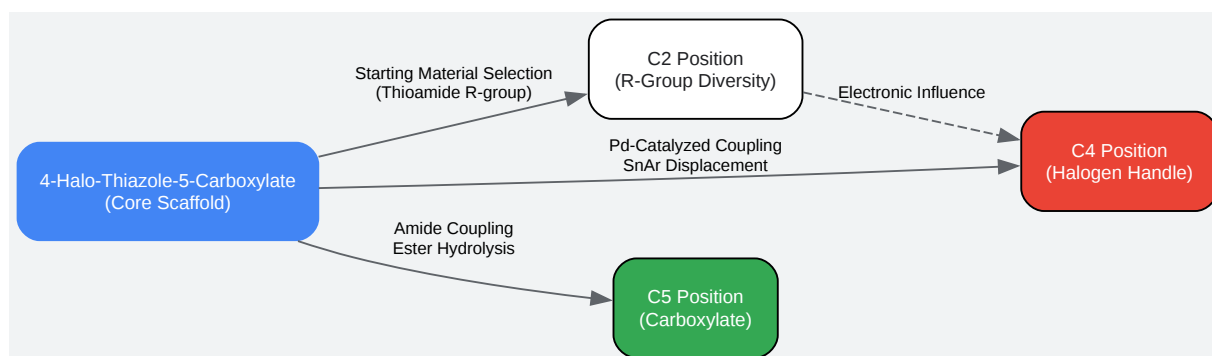 Starting Material Selection
(Thioamide R-group)
C2 Position
(R-Group Diversity)
Electronic Influence
4-Halo-Thiazole-5-Carboxylate
(Core Scaffold)
Pd-Catalyzed Coupling
SnAr Displacement
C4 Position
(Halogen Handle)
Amide Coupling
Ester Hydrolysis
C5 Position
(Carboxylate)